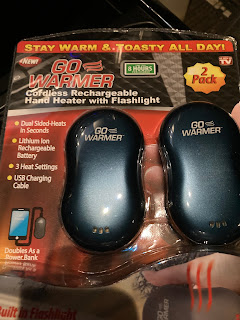 STAY WARM & TOASTY ALL DAY!
NEW!
GO
WARMER
8 HOURS
Cordless Rechargeable
Hand Heater with Flashlight
2
Pack
• Dual Sided-Heats
in Seconds
• Lithium Ion
Rechargeable
Battery
• 3 Heat Settings
• USB Charging
Cable
GO
WARMER
GO
WARMER
Doubles As a
Power Bank
Built in Flashlight